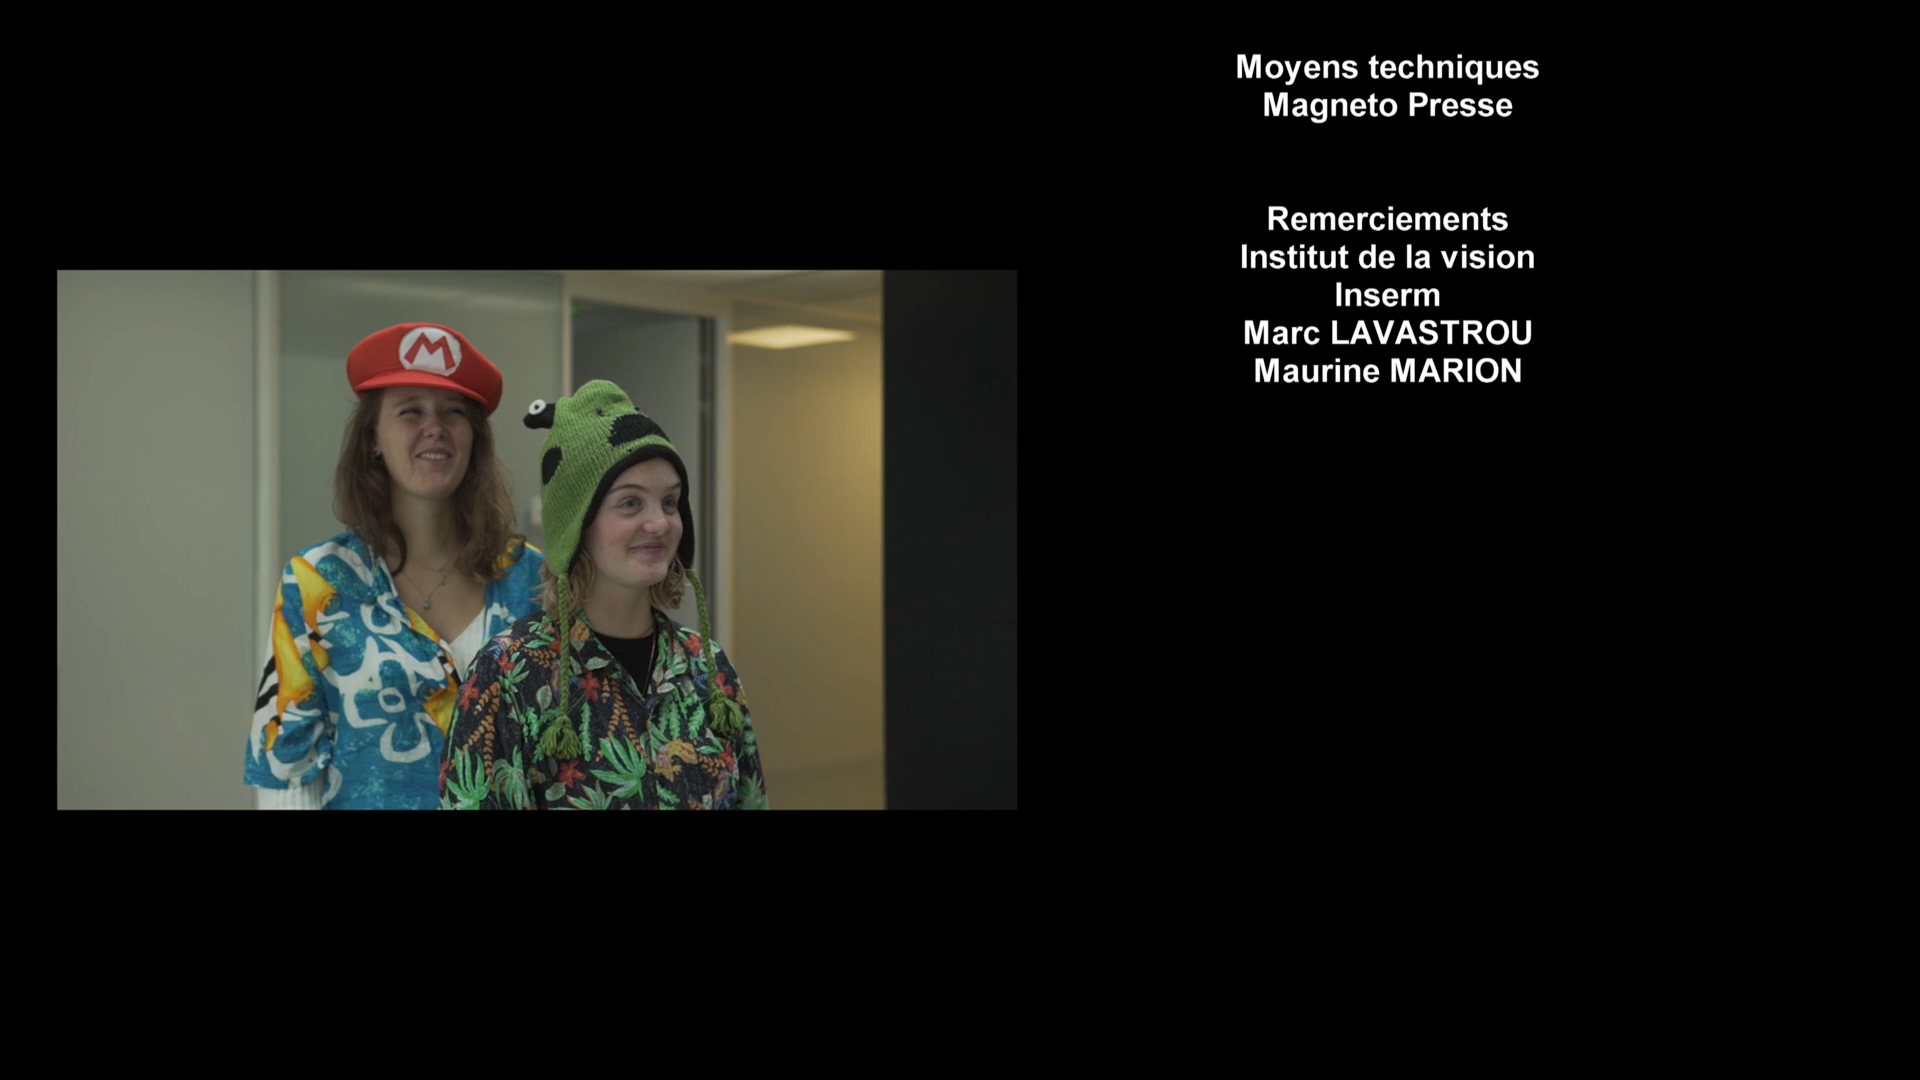 Moyens techniques
Magneto Presse
Remerciements
Institut de la vision
Inserm
Marc LAVASTROU
Maurine MARION
M